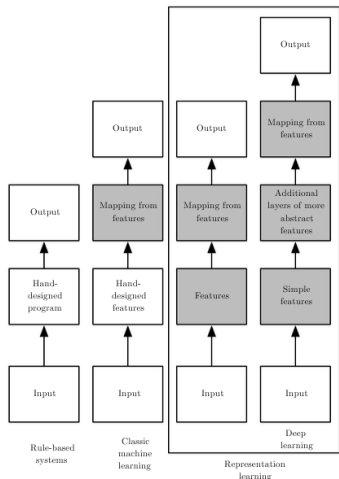 Output
Output
Output
Mapping from
features
Output
Mapping from
features
Mapping from
features
Additional
layers of more
abstract
features
Hand-
designed
program
Hand-
designed
features
Features
Simple
features
Input
Input
Input
Input
Rule-based
systems
Classic
machine
learning
Representation
learning
Deep
learning